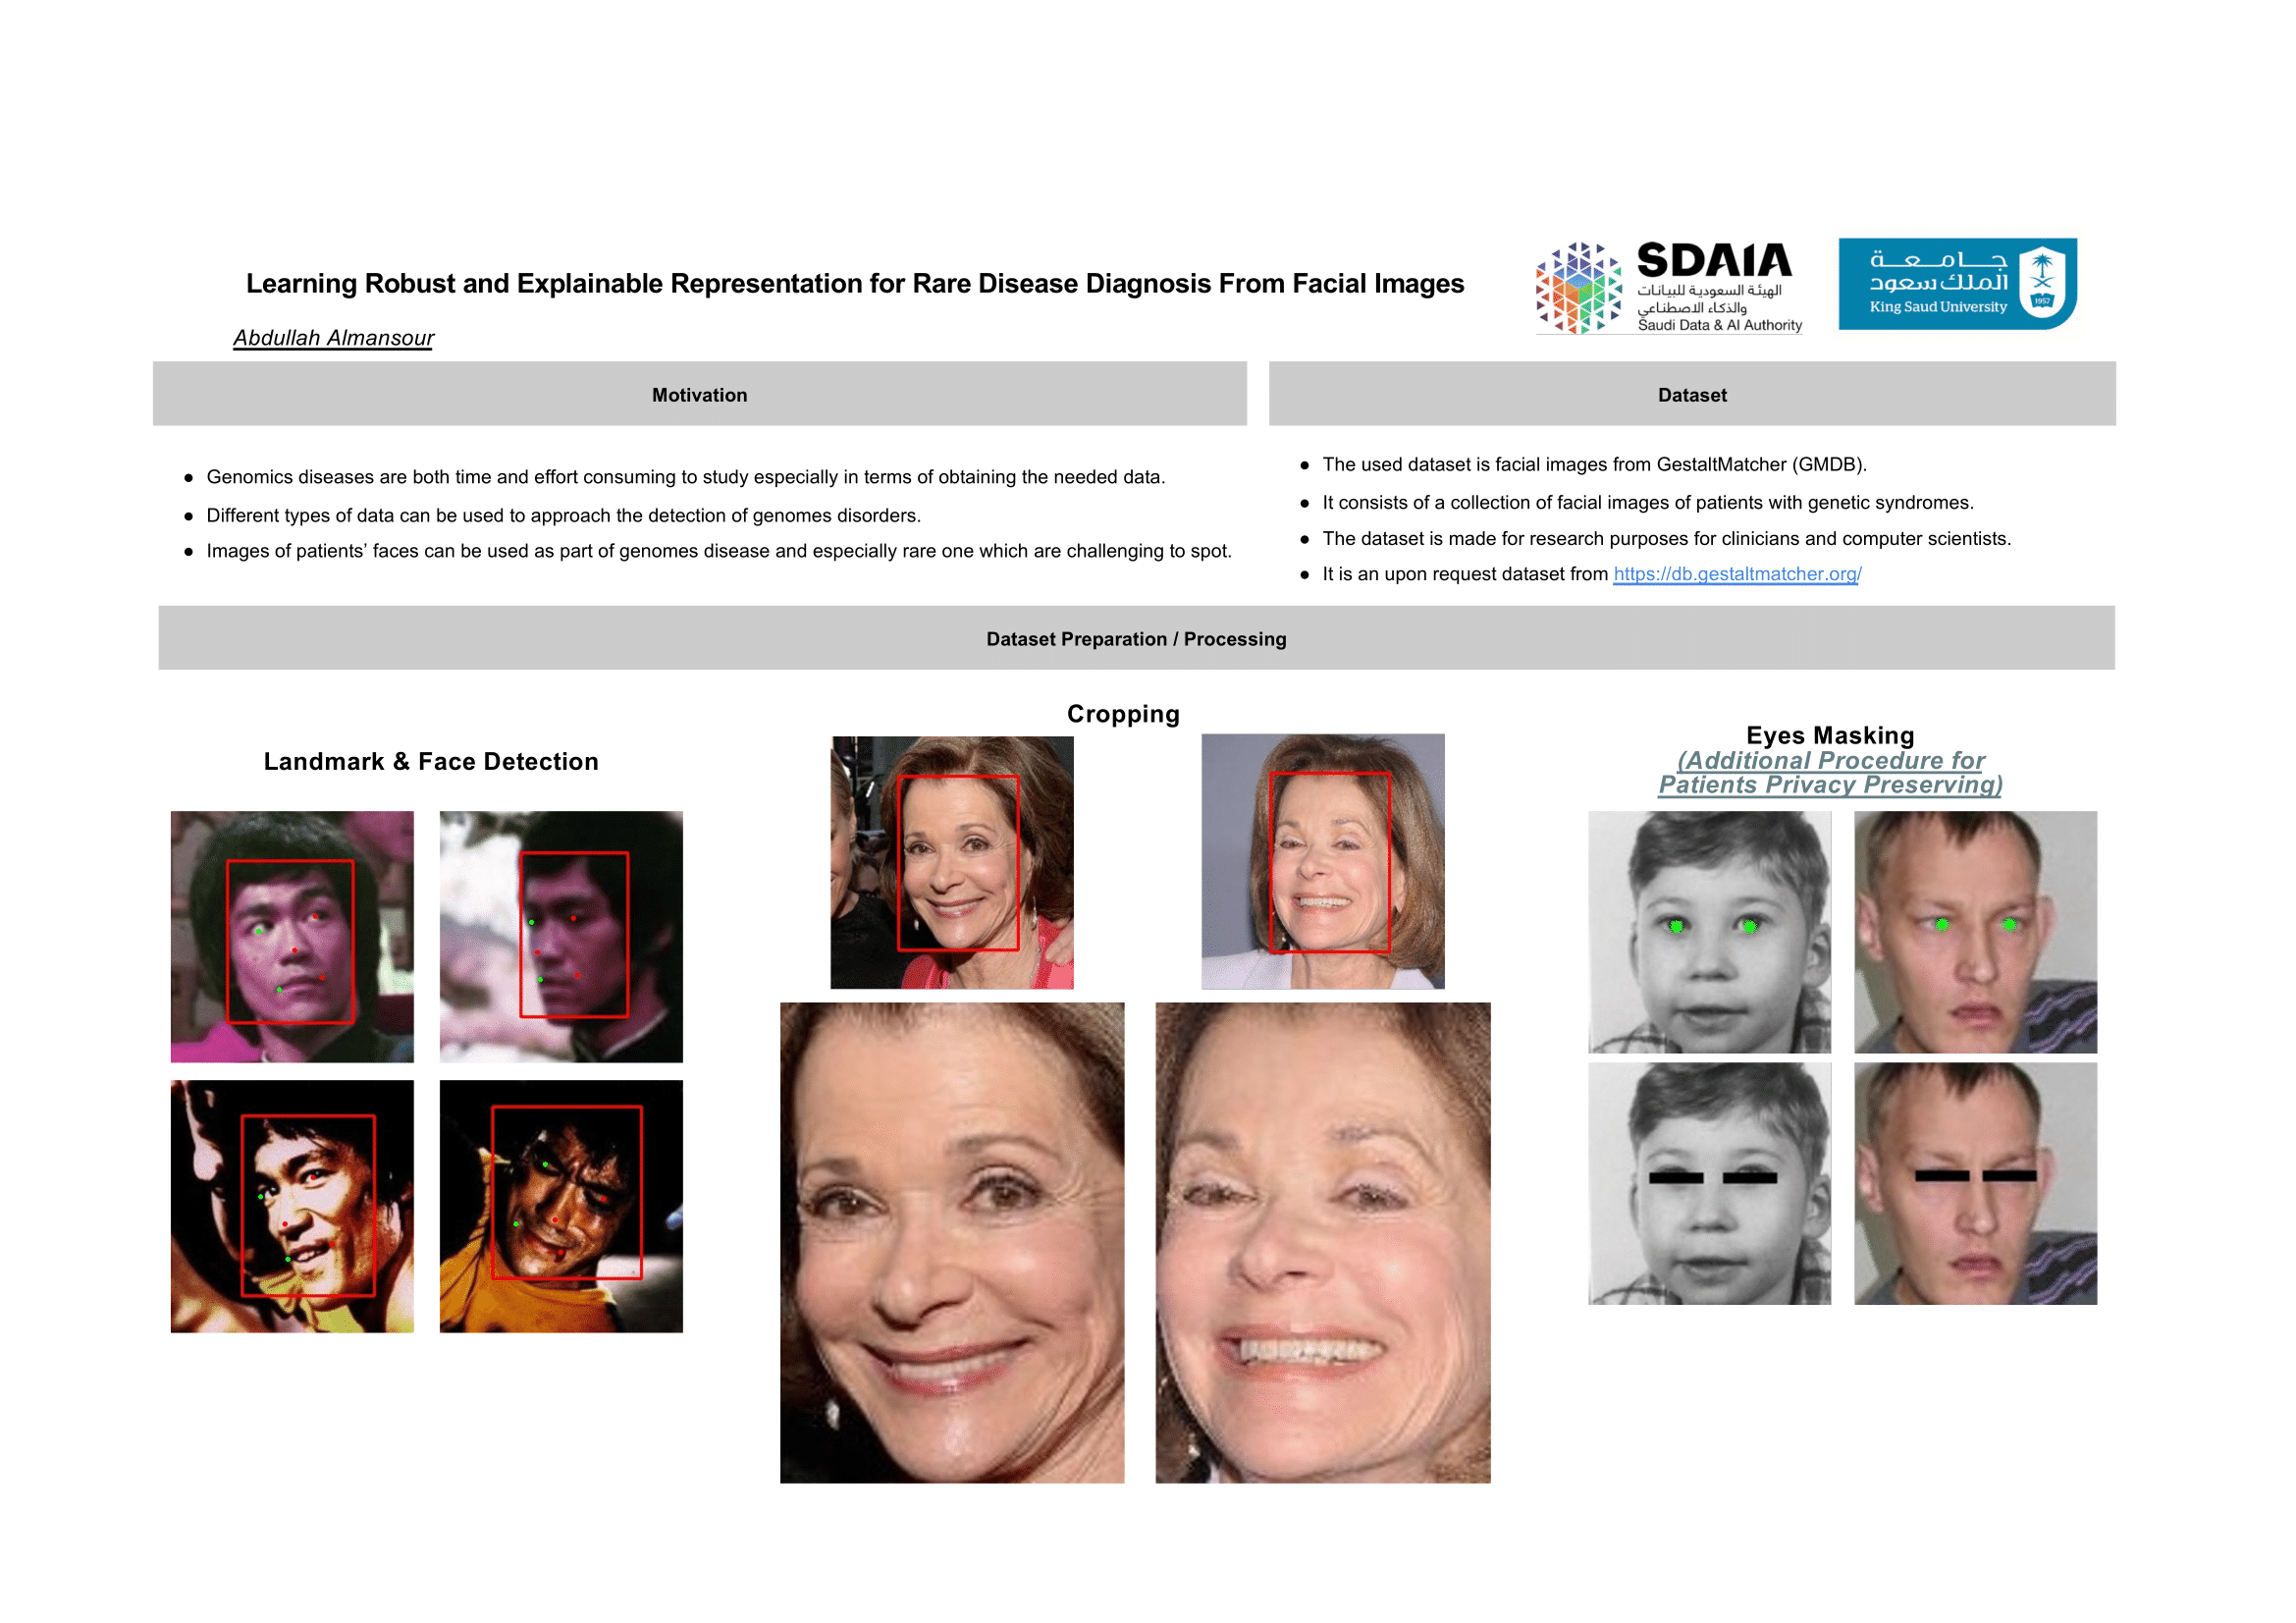 Learning Robust and Explainable Representation for Rare Disease Diagnosis From Facial Images
Abdullah Almansour
SDAIA
الهيئة السعودية للبيانات
والذكاء الاصطناعي
Saudi Data & AI Authority
جامعة
الملك سعود
King Saud University
1957
Motivation
● Genomics diseases are both time and effort consuming to study especially in terms of obtaining the needed data.
● Different types of data can be used to approach the detection of genomes disorders.
● Images of patients’ faces can be used as part of genomes disease and especially rare one which are challenging to spot.
Dataset
● The used dataset is facial images from GestaltMatcher (GMDB).
● It consists of a collection of facial images of patients with genetic syndromes.
● The dataset is made for research purposes for clinicians and computer scientists.
● It is an upon request dataset from https://db.gestaltmatcher.org/
Dataset Preparation / Processing
Landmark & Face Detection
Cropping
Eyes Masking
(Additional Procedure for
Patients Privacy Preserving)